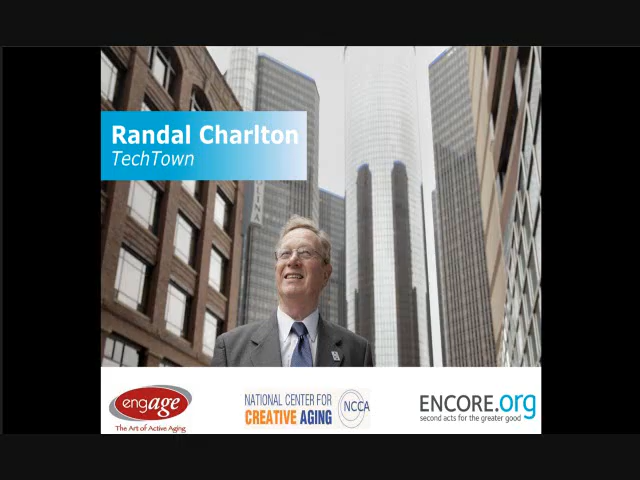 Randal Charlton
TechTown
engAGE
The Art of Active Aging
NATIONAL CENTER FOR
CREATIVE AGING
NCCA
ENCORE.org
second acts for the greater good